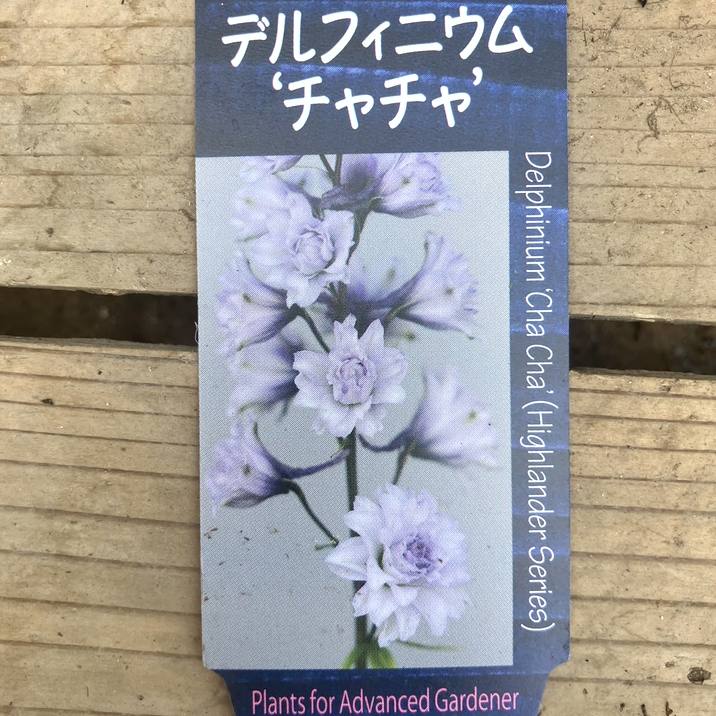 デルフィニウム
‘チャチャ’
Delphinium ‘Cha Cha’ (Highlander Series)
Plants for Advanced Gardener